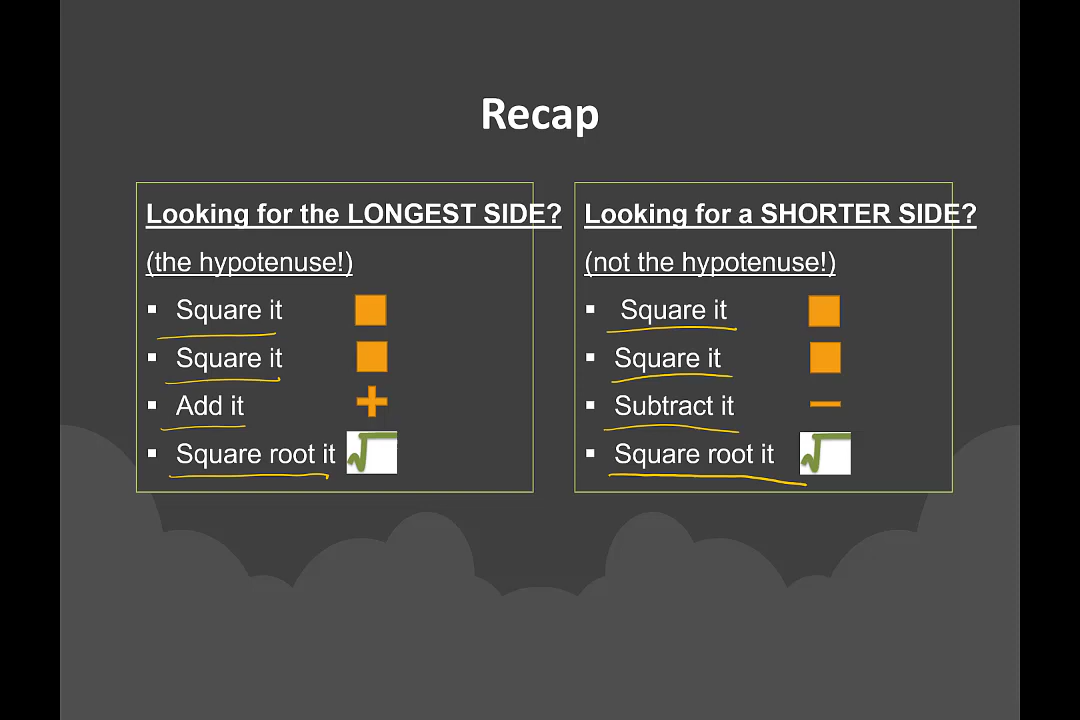 Recap
Looking for the LONGEST SIDE?
(the hypotenuse!)
▪ Square it
▪ Square it
▪ Add it
▪ Square root it √
Looking for a SHORTER SIDE?
(not the hypotenuse!)
▪ Square it
▪ Square it
▪ Subtract it
▪ Square root it √